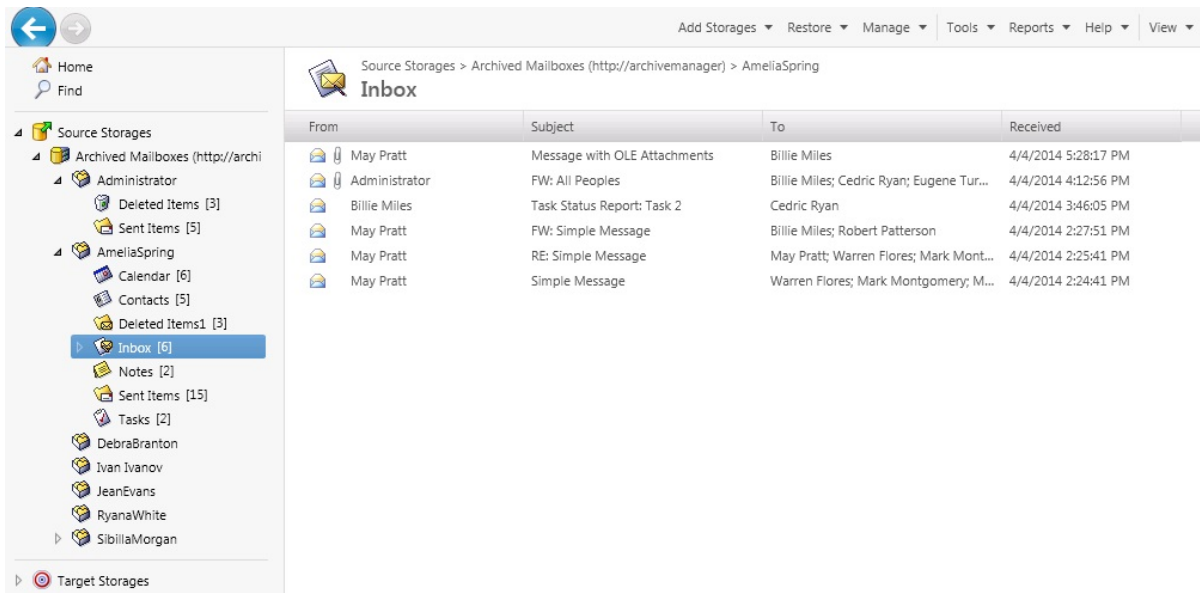 Add Storages Restore Manage Tools Reports Help View
Home
Find
Source Storages
Archived Mailboxes (http://archi
Administrator
Deleted Items [3]
Sent Items [5]
AmeliaSpring
Calendar [6]
Contacts [5]
Deleted Items1 [3]
Inbox [6]
Notes [2]
Sent Items [15]
Tasks [2]
DebraBranton
Ivan Ivanov
JeanEvans
RyanaWhite
SibillaMorgan
Target Storages
Source Storages > Archived Mailboxes (http://archivemanager) > AmeliaSpring
Inbox
From Subject To Received
May Pratt Message with OLE Attachments Billie Miles 4/4/2014 5:28:17 PM
Administrator FW: All Peoples Billie Miles; Cedric Ryan; Eugene Tur... 4/4/2014 4:12:56 PM
Billie Miles Task Status Report: Task 2 Cedric Ryan 4/4/2014 3:46:05 PM
May Pratt FW: Simple Message Billie Miles; Robert Patterson 4/4/2014 2:27:51 PM
May Pratt RE: Simple Message May Pratt; Warren Flores; Mark Mont... 4/4/2014 2:25:41 PM
May Pratt Simple Message Warren Flores; Mark Montgomery; M... 4/4/2014 2:24:41 PM